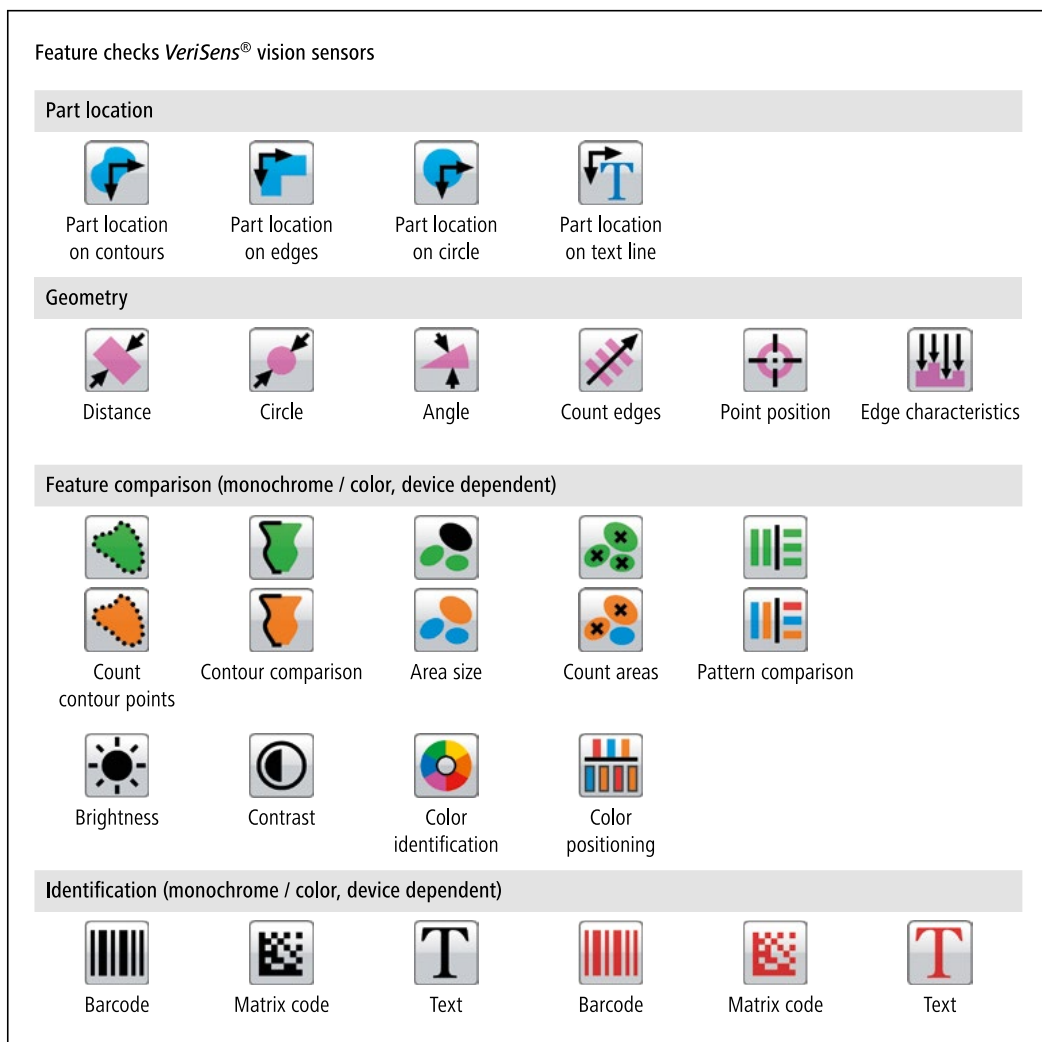 Feature checks VeriSens® vision sensors
Part location
Part location
on contours
Part location
on edges
Part location
on circle
T
Part location
on text line
Geometry
Distance
Circle
Angle
Count edges
Point position
Edge characteristics
Feature comparison (monochrome / color, device dependent)
Count
contour points
Contour comparison
Area size
Count areas
Pattern comparison
Brightness
Contrast
Color
identification
Color
positioning
Identification (monochrome / color, device dependent)
T
T
Barcode
Matrix code
Text
Barcode
Matrix code
Text